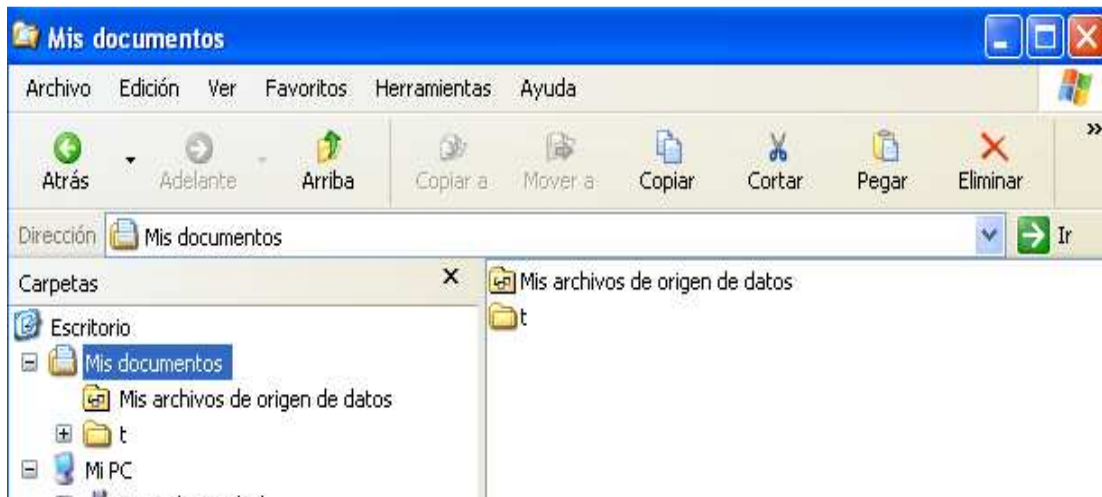 Mis documentos
Archivo Edición Ver Favoritos Herramientas Ayuda
»
Atrás Adelante Arriba Copiar a Mover a Copiar Cortar Pegar Eliminar
Dirección Mis documentos Ir
Carpetas x
Escritorio
Mis documentos
Mis archivos de origen de datos
t
Mi PC
Mis archivos de origen de datos
t